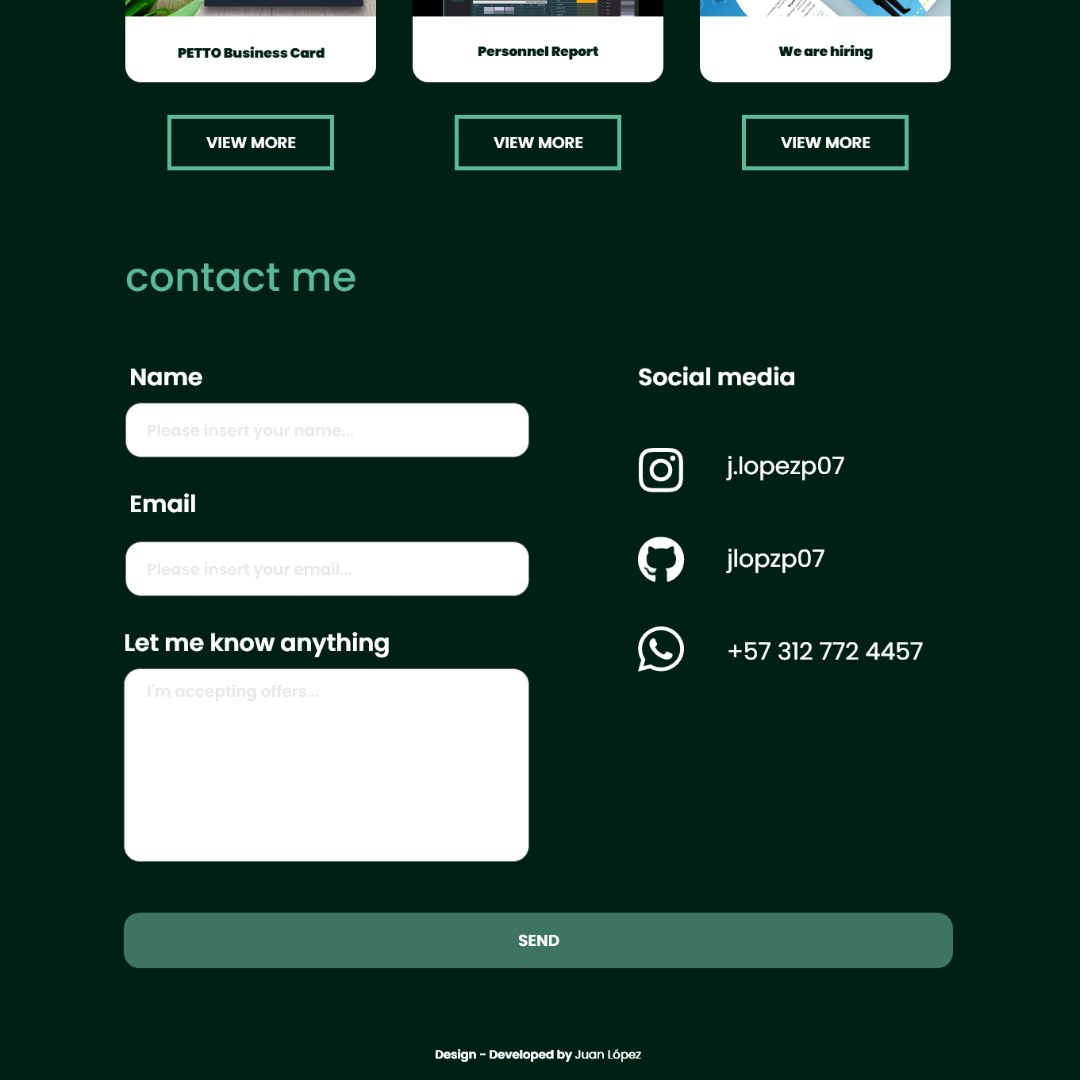 PETTO Business Card
Personnel Report
We are hiring
VIEW MORE
VIEW MORE
VIEW MORE
contact me
Name
Please insert your name...
Email
Please insert your email...
Let me know anything
I'm accepting offers...
Social media
j.lopezp07
jlopzp07
+57 312 772 4457
SEND
Design - Developed by Juan López